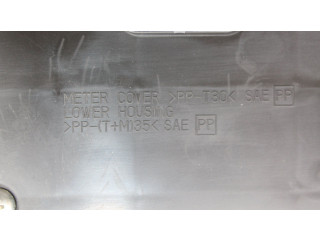 METER COVER >PP-T30< SAE PP
LOWER HOUSING
>PP-(T+M)35< SAE PP